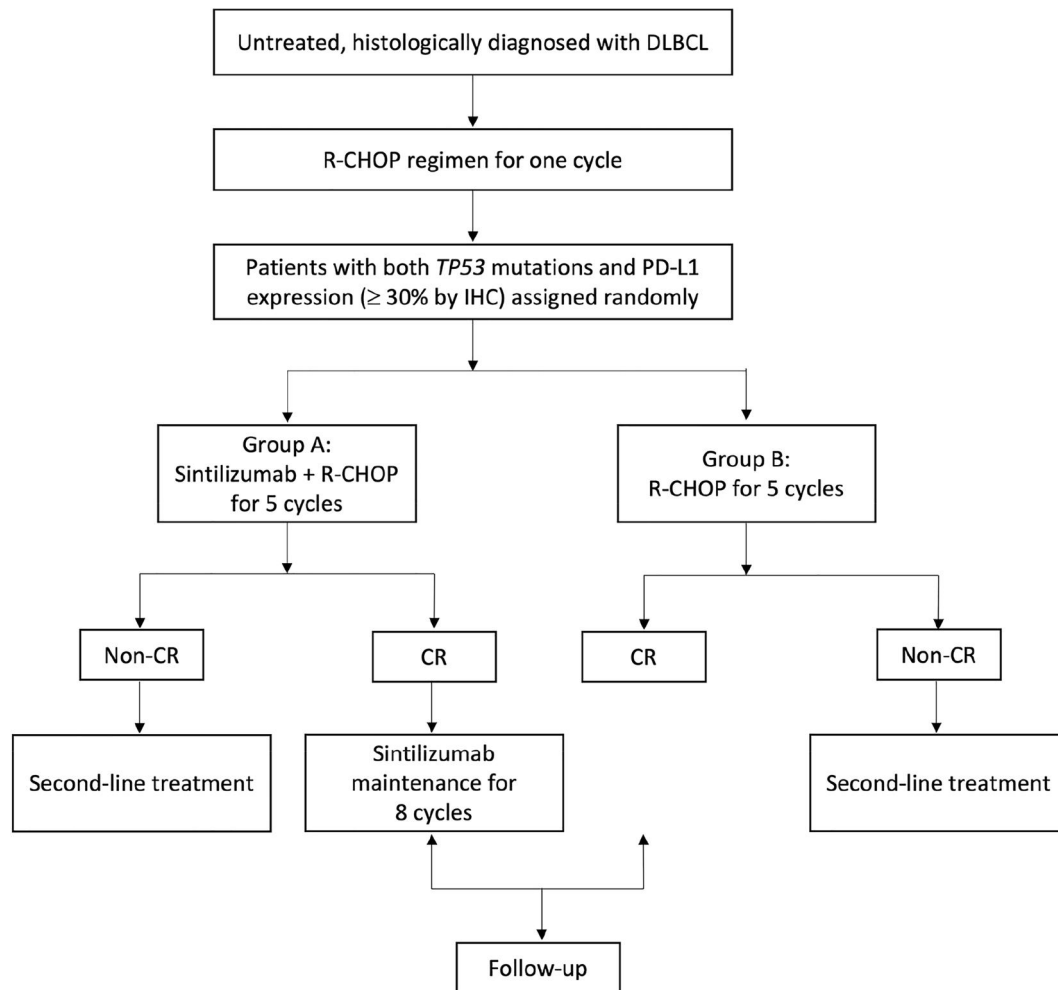 Untreated, histologically diagnosed with DLBCL
R-CHOP regimen for one cycle
Patients with both TP53 mutations and PD-L1
expression (≥ 30% by IHC) assigned randomly
Group A:
Sintilizumab + R-CHOP
for 5 cycles
Group B:
R-CHOP for 5 cycles
Non-CR
CR
CR
Non-CR
Second-line treatment
Sintilizumab
maintenance for
8 cycles
Second-line treatment
Follow-up